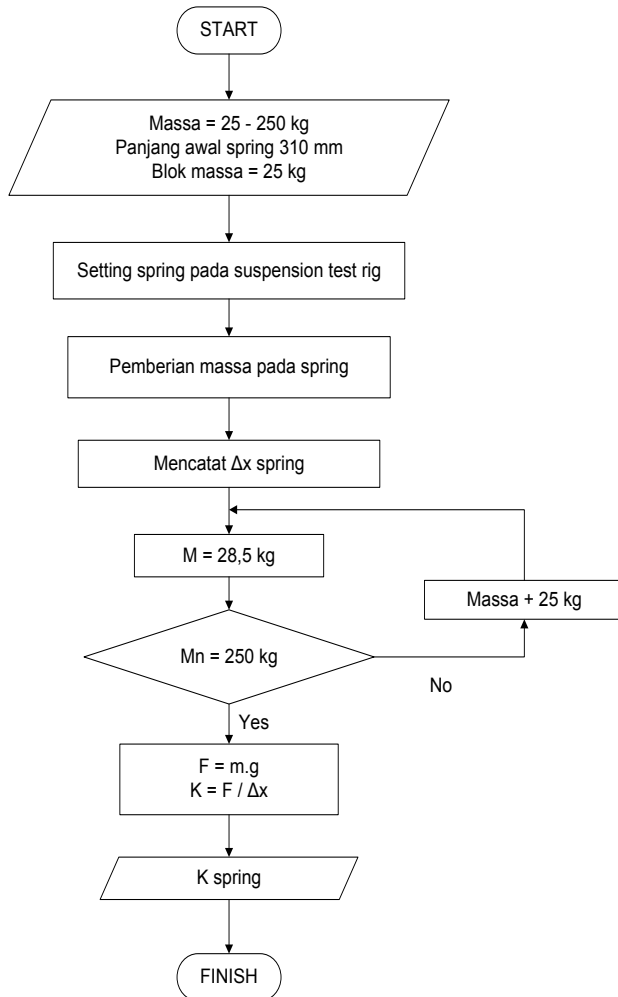 START
Massa = 25 - 250 kg
Panjang awal spring 310 mm
Blok massa = 25 kg
Setting spring pada suspension test rig
Pemberian massa pada spring
Mencatat Δx spring
M = 28,5 kg
Massa + 25 kg
Mn = 250 kg
No
Yes
F = m.g
K = F / Δx
K spring
FINISH